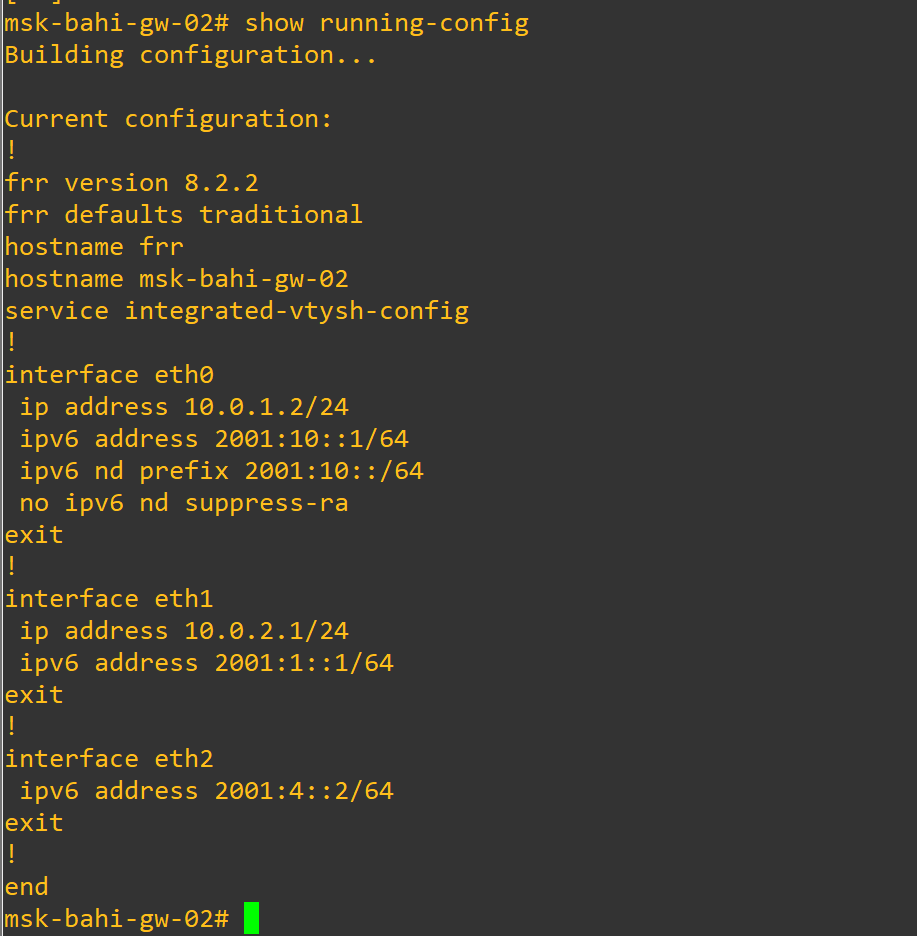 msk-bahi-gw-02# show running-config
Building configuration...
Current configuration:
!
frr version 8.2.2
frr defaults traditional
hostname frr
hostname msk-bahi-gw-02
service integrated-vtysh-config
!
interface eth0
 ip address 10.0.1.2/24
 ipv6 address 2001:10::1/64
 ipv6 nd prefix 2001:10::/64
 no ipv6 nd suppress-ra
exit
!
interface eth1
 ip address 10.0.2.1/24
 ipv6 address 2001:1::1/64
exit
!
interface eth2
 ipv6 address 2001:4::2/64
exit
!
end
msk-bahi-gw-02#